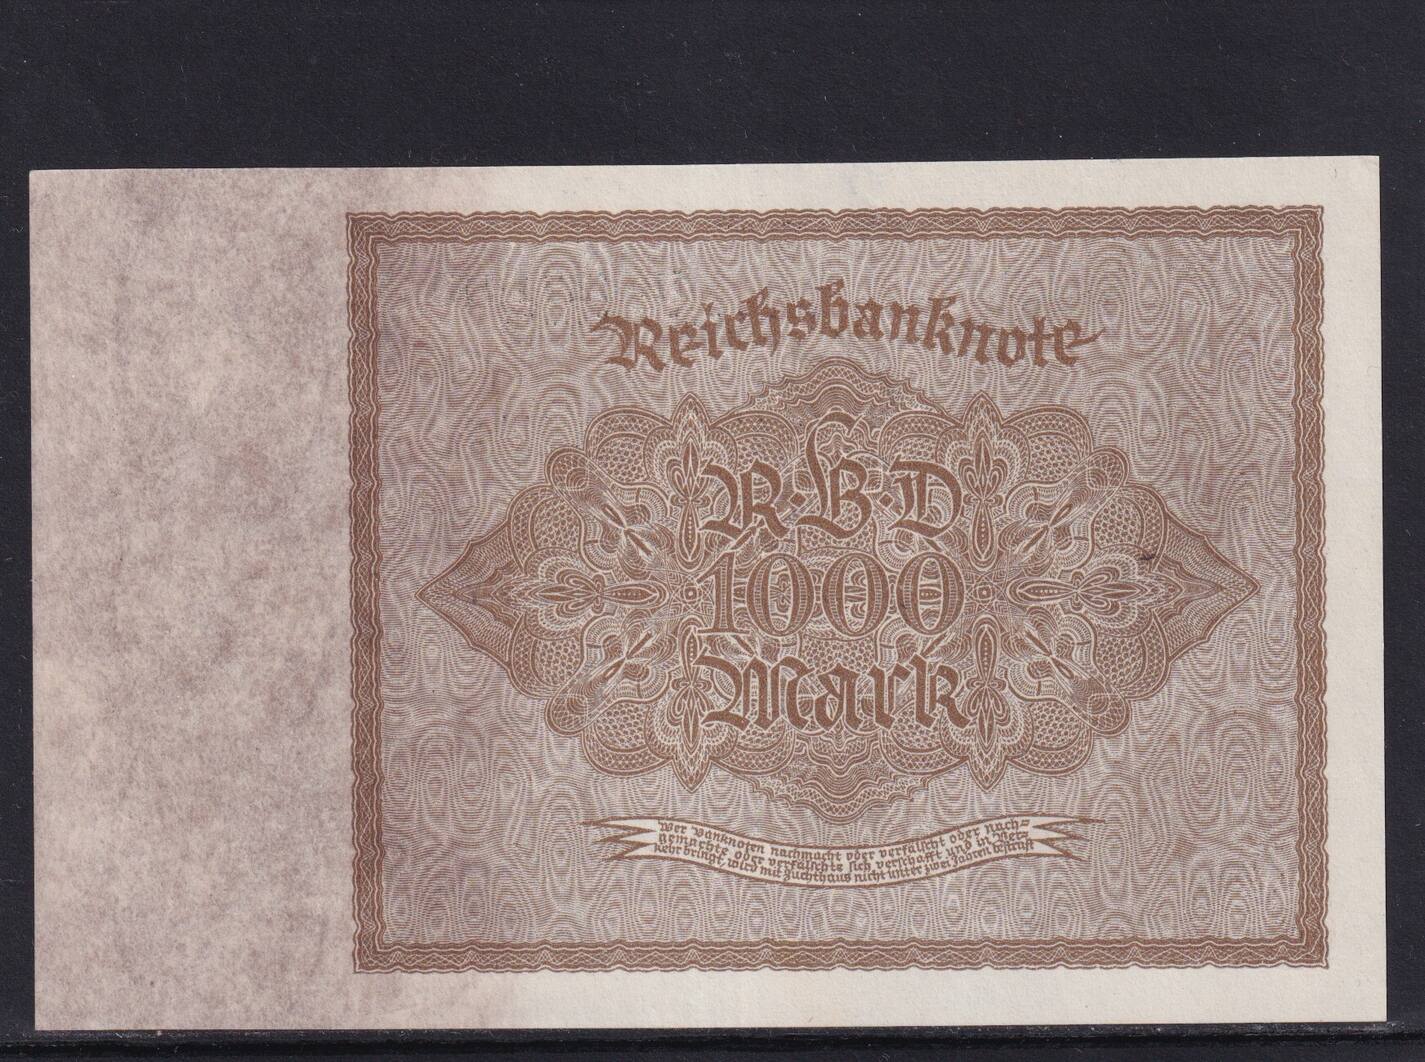 Reichsbanknote
R·B·D
1000
Mark
Wer Banknoten nachmacht oder verfälscht oder nach=
gemachte oder verfälschte sich verschafft und in Ver=
kehr bringt, wird mit Zuchthaus nicht unter zwei Jahren bestraft